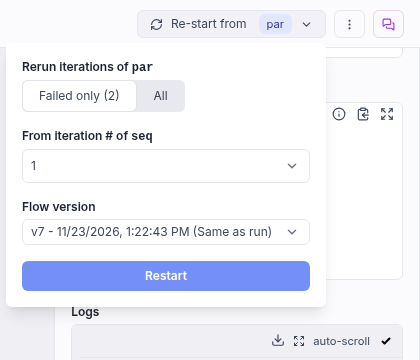 Re-start from par
Rerun iterations of par
Failed only (2) All
From iteration # of seq
1
Flow version
v7 - 11/23/2026, 1:22:43 PM (Same as run)
Restart
Logs
auto-scroll